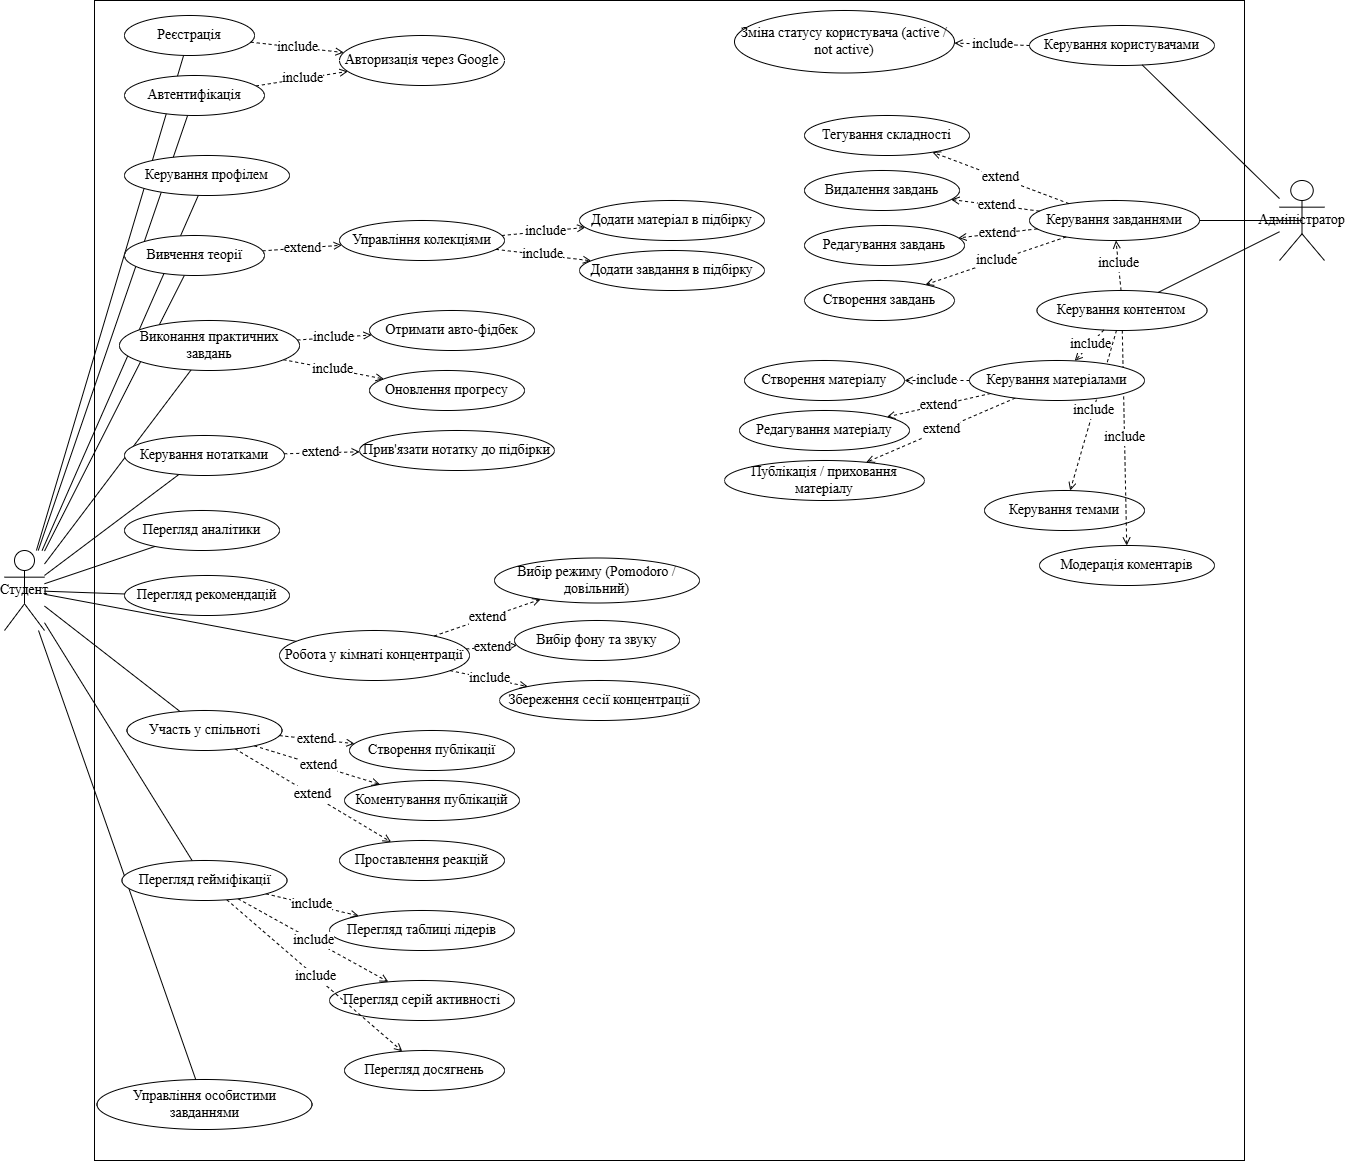 Реєстрація
include
Авторизація через Google
Автентифікація
include
Керування профілем
Вивчення теорії
extend
Управління колекціями
include
Додати матеріал в підбірку
include
Додати завдання в підбірку
Виконання практичних
завдань
include
Отримати авто-фідбек
include
Оновлення прогресу
Керування нотатками
extend
Прив'язати нотатку до підбірки
Перегляд аналітики
Студент
Перегляд рекомендацій
Робота у кімнаті концентрації
extend
Вибір режиму (Pomodoro /
довільний)
extend
Вибір фону та звуку
include
Збереження сесії концентрації
Участь у спільноті
extend
Створення публікації
extend
Коментування публікацій
extend
Проставлення реакцій
Перегляд гейміфікації
include
Перегляд таблиці лідерів
include
Перегляд серій активності
include
Перегляд досягнень
Управління особистими
завданнями
Зміна статусу користувача (active /
not active)
include
Керування користувачами
Адміністратор
Тегування складності
extend
Видалення завдань
extend
Керування завданнями
Редагування завдань
extend
Створення завдань
include
include
Керування контентом
include
Керування матеріалами
Створення матеріалу
include
Редагування матеріалу
extend
Публікація / приховання
матеріалу
extend
include
Керування темами
include
Модерація коментарів